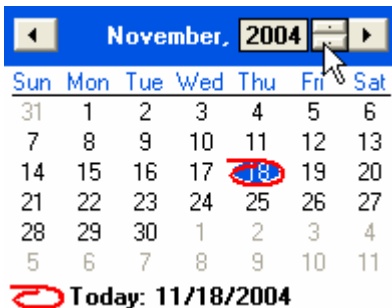 November, 2004
Sun Mon Tue Wed Thu Fri Sat
31 1 2 3 4 5 6
7 8 9 10 11 12 13
14 15 16 17 18 19 20
21 22 23 24 25 26 27
28 29 30 1 2 3 4
5 6 7 8 9 10 11
Today: 11/18/2004